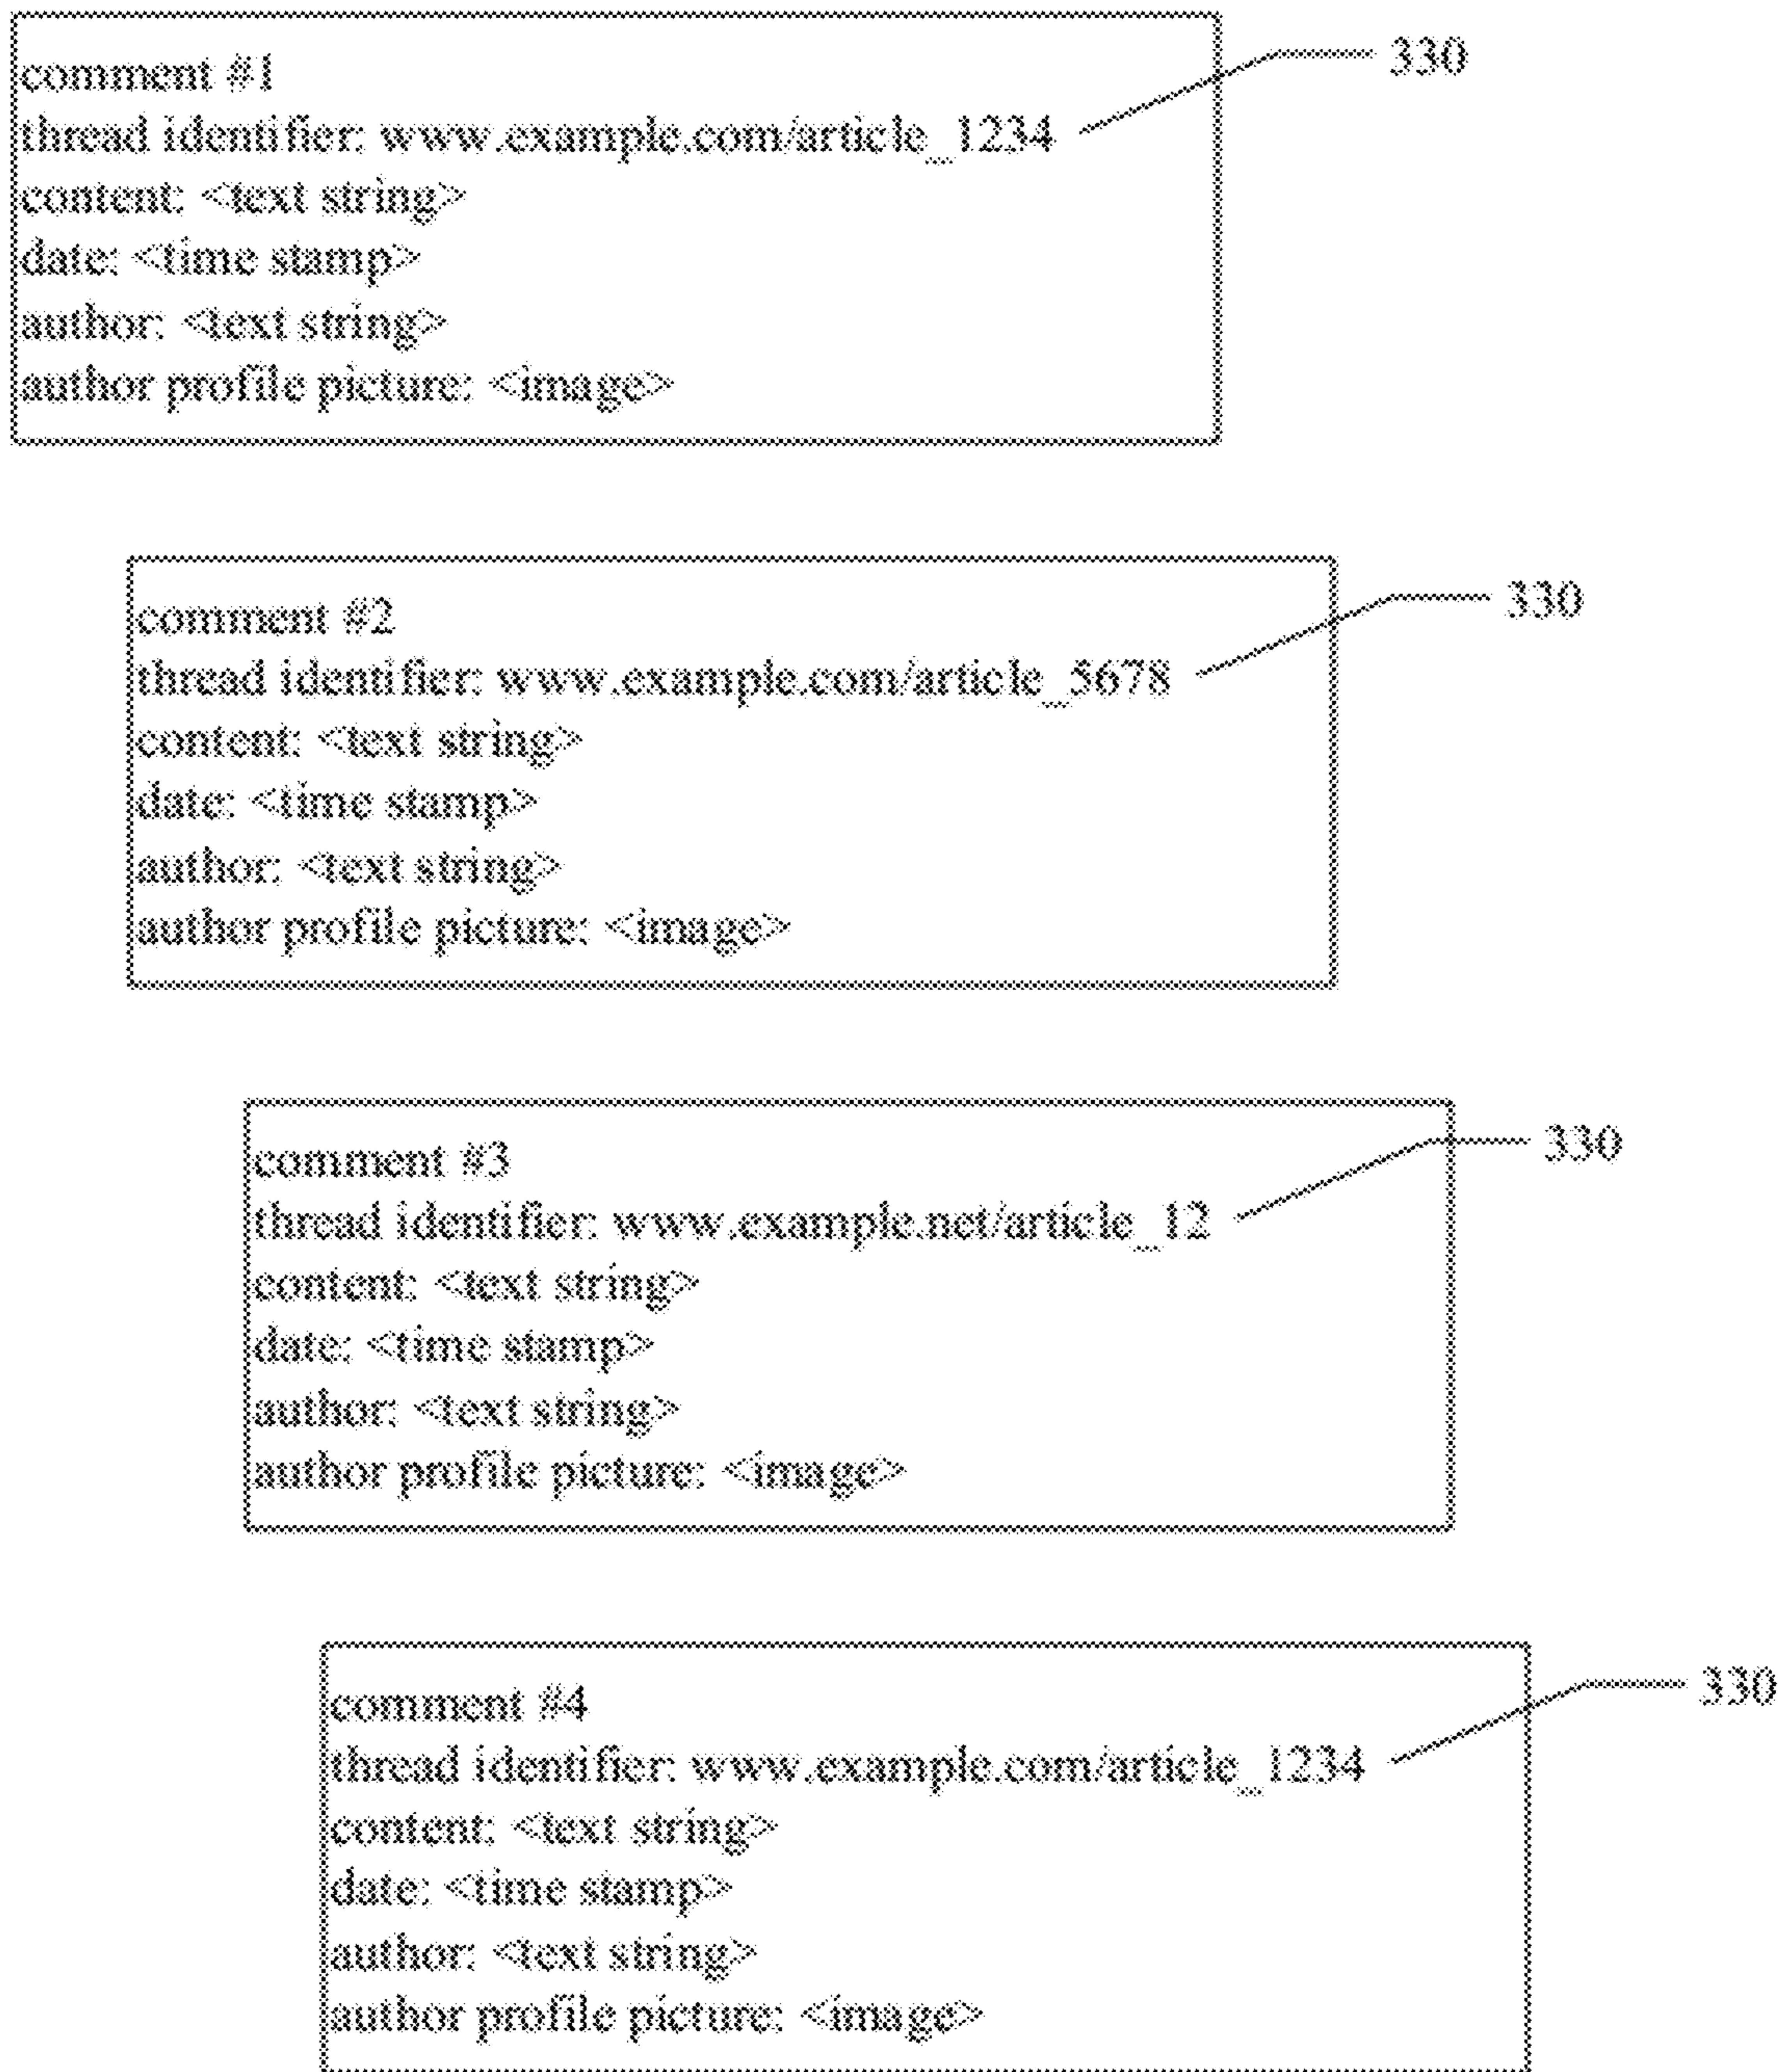 comment #1
330
thread identifier: www.example.com/article_1234
content: <text string>
date: <time stamp>
author: <text string>
author profile picture: <image>
comment #2
330
thread identifier: www.example.com/article_5678
content: <text string>
date: <time stamp>
author: <text string>
author profile picture: <image>
comment #3
330
thread identifier: www.example.net/article_12
content: <text string>
date: <time stamp>
author: <text string>
author profile picture: <image>
comment #4
330
thread identifier: www.example.com/article_1234
content: <text string>
date: <time stamp>
author: <text string>
author profile picture: <image>